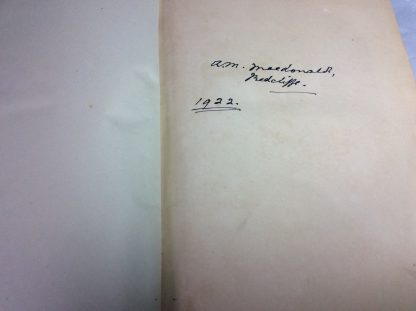 A.M. Macdonald,
Redcliffe.
1922.